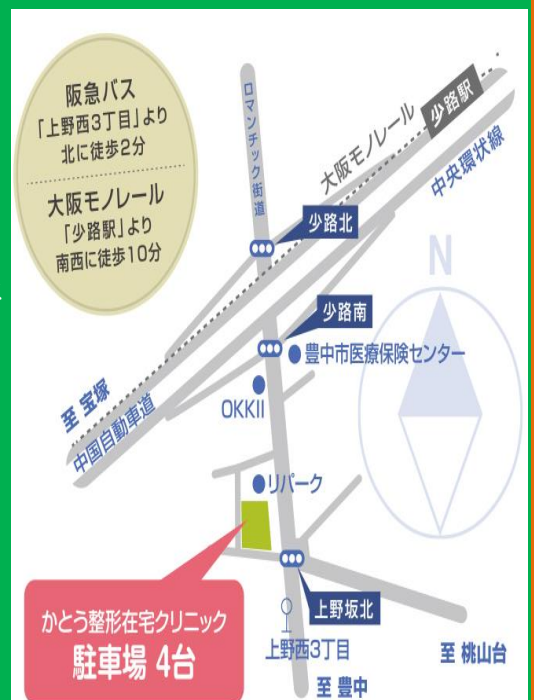 阪急バス
「上野西3丁目」より
北に徒歩2分
大阪モノレール
「少路駅」より
南西に徒歩10分
ロマンチック街道
大阪モノレール
少路駅
中央環状線
少路北
N
少路南
豊中市医療保険センター
OKKII
至 宝塚
中国自動車道
リパーク
かとう整形在宅クリニック
駐車場 4台
上野坂北
上野西3丁目
至 桃山台
至 豊中